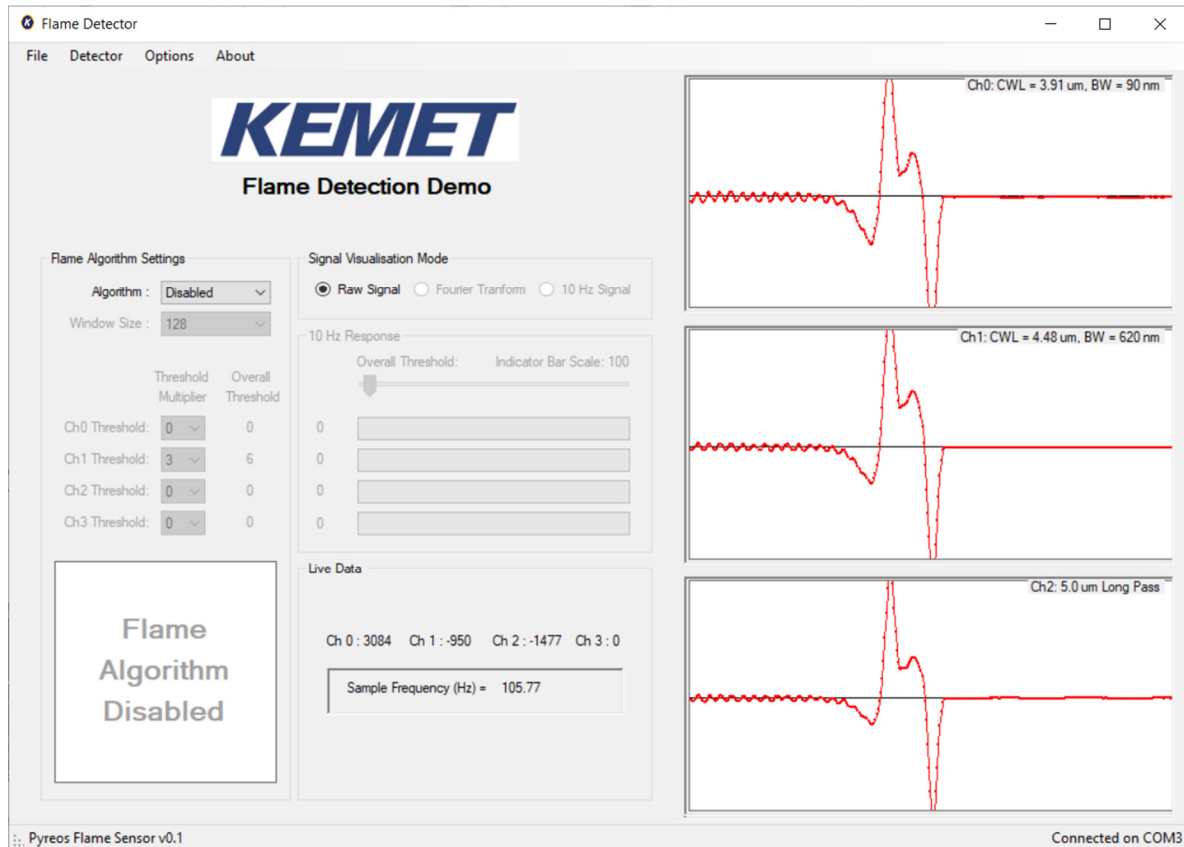 Flame Detector
File Detector Options About
KEMET
Flame Detection Demo
Flame Algorithm Settings
Algorithm : Disabled
Window Size : 128
Threshold Overall
Multiplier Threshold
Ch0 Threshold: 0 0
Ch1 Threshold: 3 6
Ch2 Threshold: 0 0
Ch3 Threshold: 0 0
Flame
Algorithm
Disabled
Signal Visualisation Mode
Raw Signal Fourier Tranform 10 Hz Signal
10 Hz Response
Overall Threshold: Indicator Bar Scale: 100
0
0
0
0
Live Data
Ch 0 : 3084 Ch 1 : -950 Ch 2 : -1477 Ch 3 : 0
Sample Frequency (Hz) = 105.77
Ch0: CWL = 3.91 um, BW = 90 nm
Ch1: CWL = 4.48 um, BW = 620 nm
Ch2: 5.0 um Long Pass
Pyreos Flame Sensor v0.1
Connected on COM3